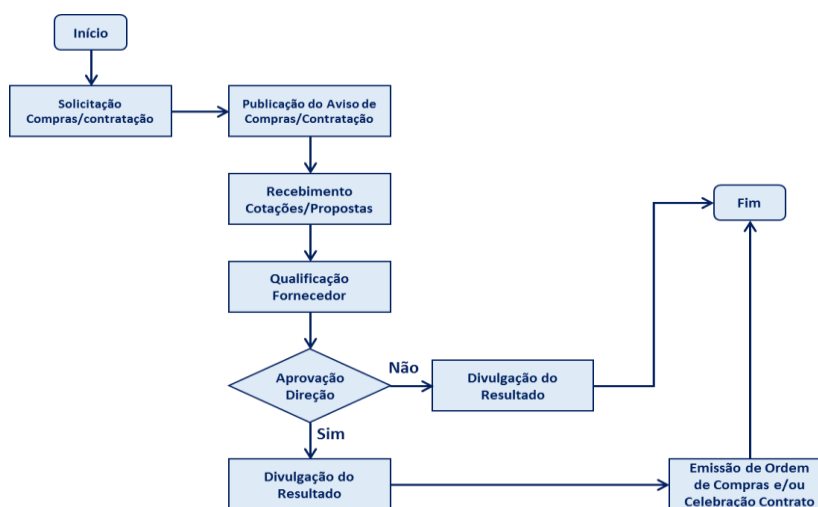 Início
Solicitação
Compras/contratação
Publicação do Aviso de
Compras/Contratação
Recebimento
Cotações/Propostas
Fim
Qualificação
Fornecedor
Aprovação
Direção
Não
Divulgação do
Resultado
Sim
Divulgação do
Resultado
Emissão de Ordem
de Compras e/ou
Celebração Contrato